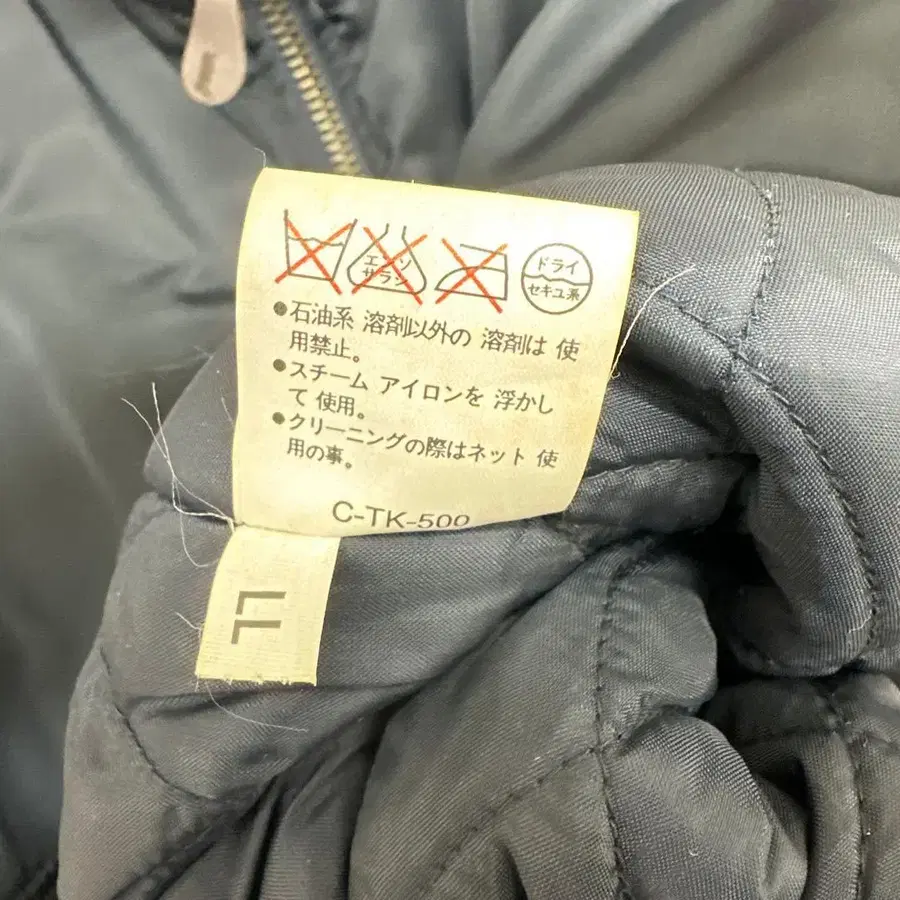 エンソ
サラシ
ドライ
セキユ系
●石油系 溶剤以外の 溶剤は 使
用禁止。
●スチーム アイロンを 浮かし
て 使用。
●クリーニングの際はネット 使
用の事。
C-TK-500
LL